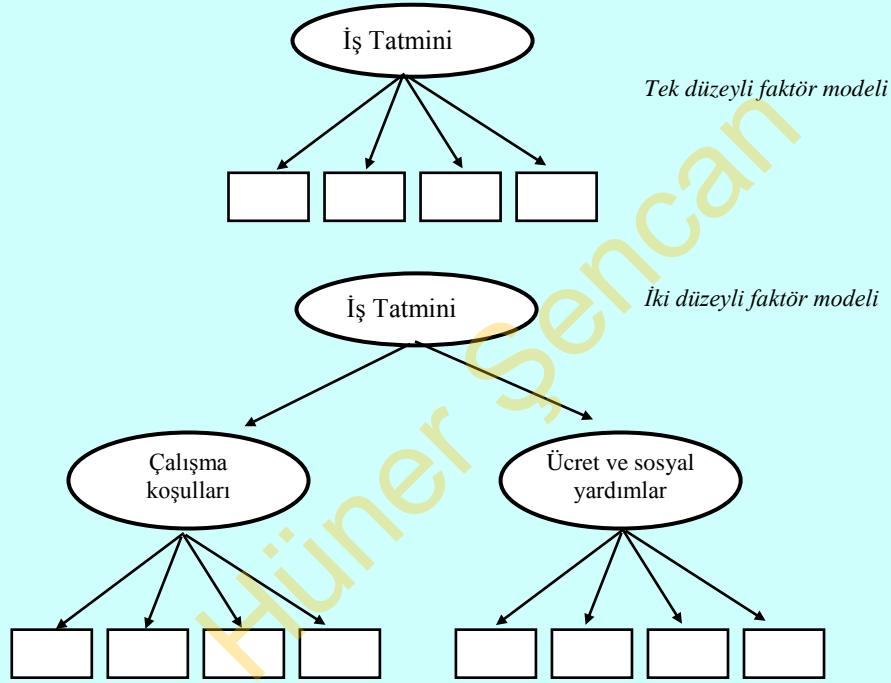 İş Tatmini
Tek düzeyli faktör modeli
İş Tatmini
İki düzeyli faktör modeli
Çalışma
koşulları
Ücret ve sosyal
yardımlar
Hüner Şencan